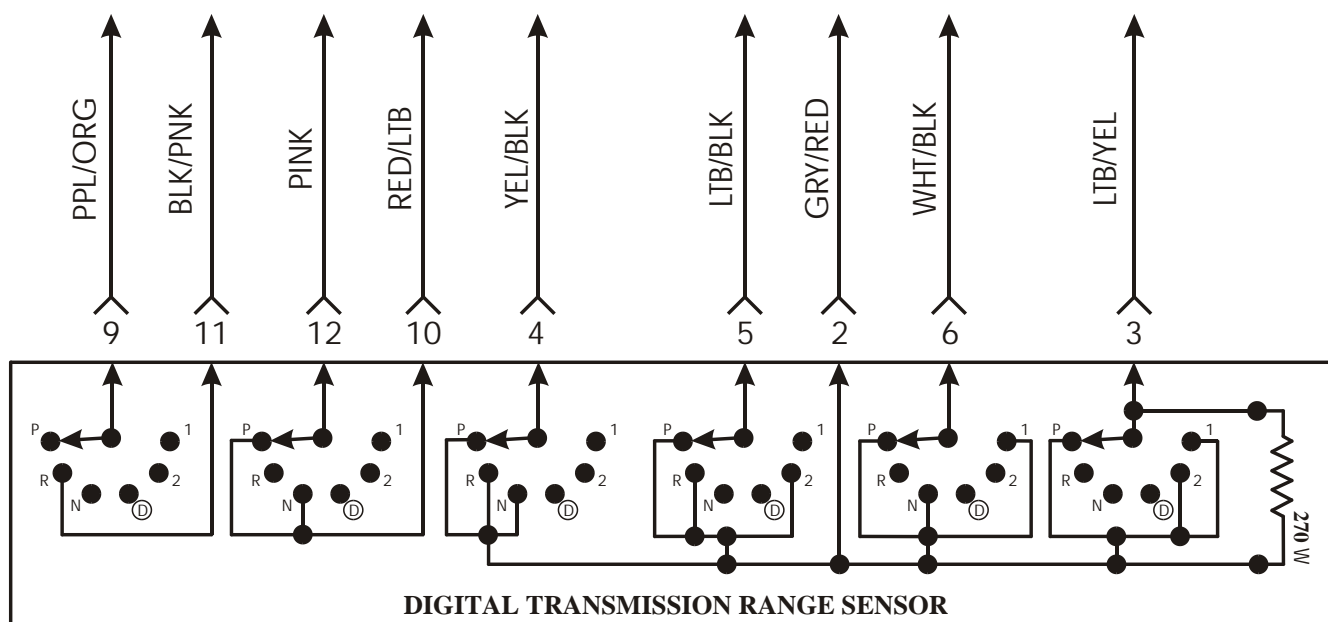 PPL/ORG
BLK/PNK
PINK
RED/LTB
YEL/BLK
LTB/BLK
GRY/RED
WHT/BLK
LTB/YEL
9
11
12
10
4
5
2
6
3
P
R
N
D
2
1
P
R
N
D
2
1
P
R
N
D
2
1
P
R
N
D
2
1
P
R
N
D
2
1
P
R
N
D
2
1
270 W
DIGITAL TRANSMISSION RANGE SENSOR